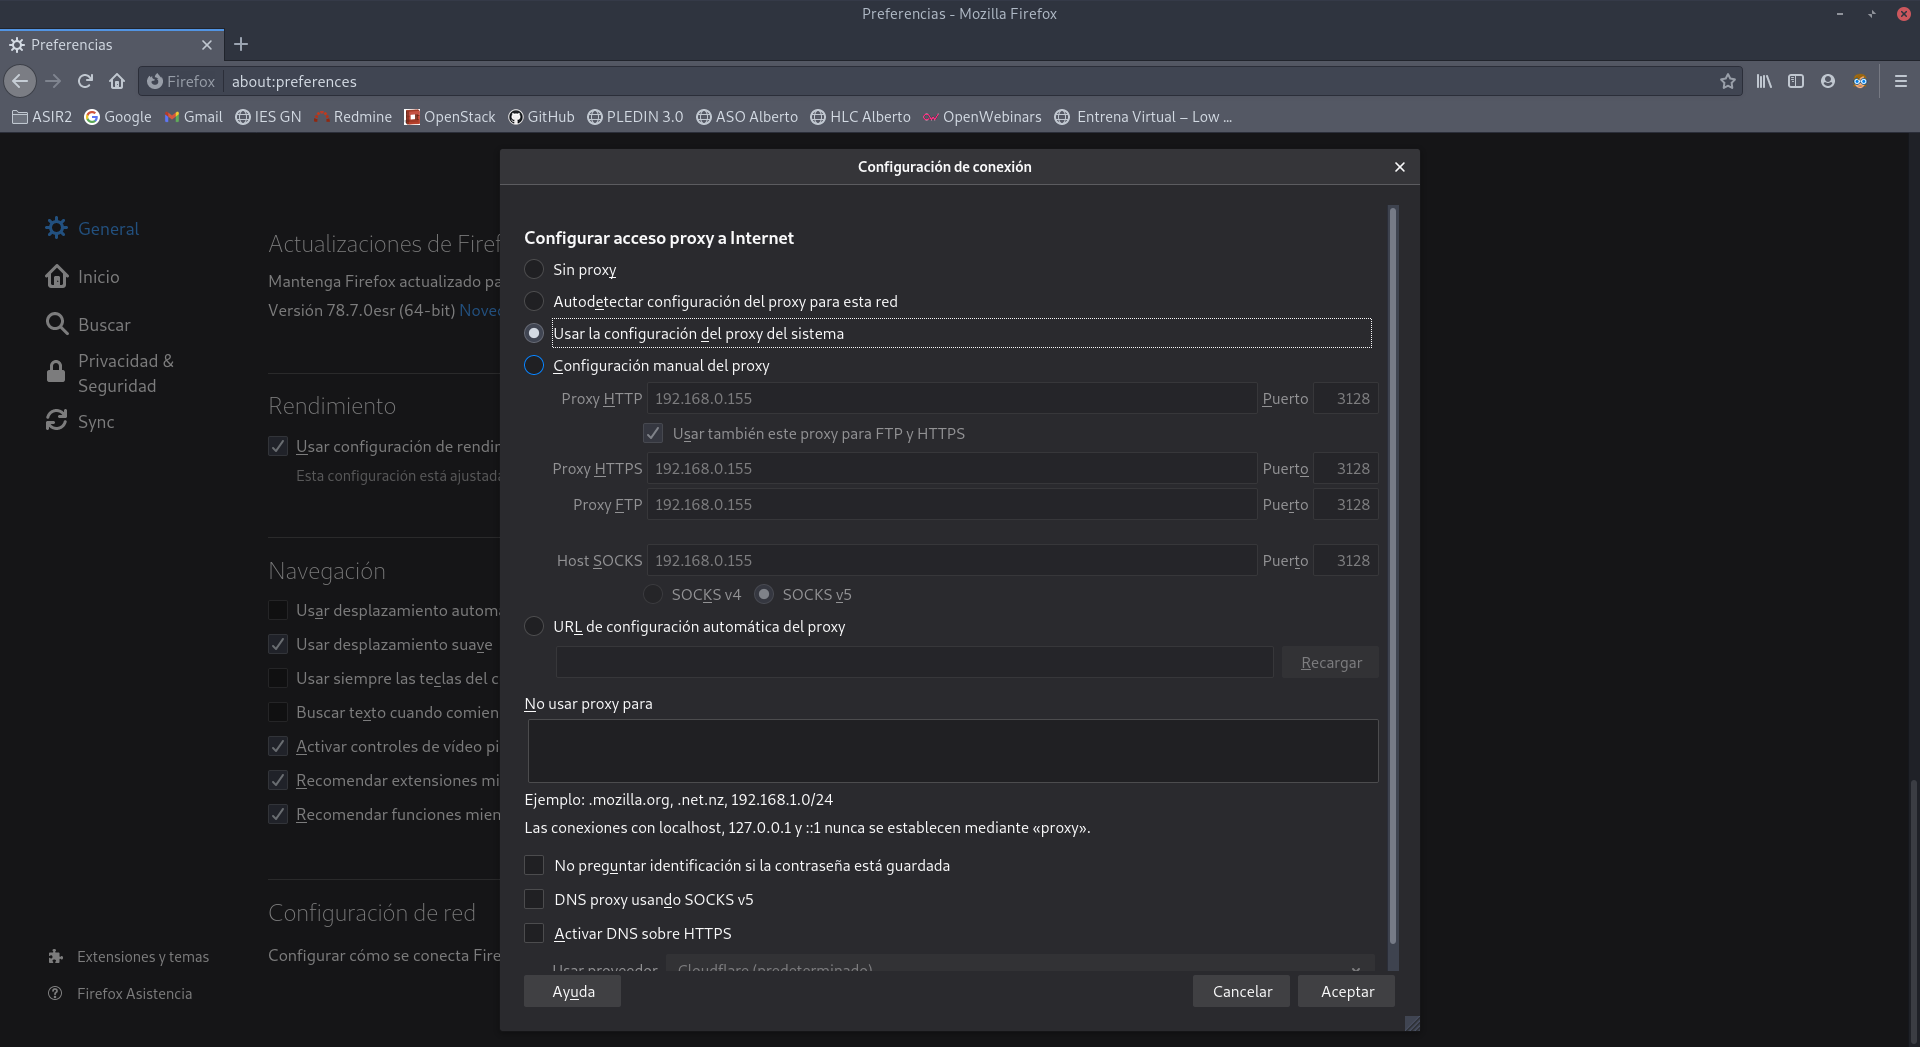 Preferencias - Mozilla Firefox
Preferencias
Firefox about:preferences
ASIR2 Google Gmail IES GN Redmine OpenStack GitHub PLEDIN 3.0 ASO Alberto HLC Alberto OpenWebinars Entrena Virtual – Low ...
General
Inicio
Buscar
Privacidad &
Seguridad
Sync
Extensiones y temas
Firefox Asistencia
Actualizaciones de Firef
Mantenga Firefox actualizado pa
Versión 78.7.0esr (64-bit) Noved
Rendimiento
Usar configuración de rendir
Esta configuración está ajustada
Navegación
Usar desplazamiento automá
Usar desplazamiento suave
Usar siempre las teclas del c
Buscar texto cuando comien
Activar controles de vídeo pi
Recomendar extensiones mi
Recomendar funciones mien
Configuración de red
Configurar cómo se conecta Fire
Configuración de conexión
Configurar acceso proxy a Internet
Sin proxy
Autodetectar configuración del proxy para esta red
Usar la configuración del proxy del sistema
Configuración manual del proxy
Proxy HTTP 192.168.0.155 Puerto 3128
Usar también este proxy para FTP y HTTPS
Proxy HTTPS 192.168.0.155 Puerto 3128
Proxy FTP 192.168.0.155 Puerto 3128
Host SOCKS 192.168.0.155 Puerto 3128
SOCKS v4 SOCKS v5
URL de configuración automática del proxy
Recargar
No usar proxy para
Ejemplo: .mozilla.org, .net.nz, 192.168.1.0/24
Las conexiones con localhost, 127.0.0.1 y ::1 nunca se establecen mediante «proxy».
No preguntar identificación si la contraseña está guardada
DNS proxy usando SOCKS v5
Activar DNS sobre HTTPS
Usar proveedor Cloudflare (predeterminado)
Ayuda Cancelar Aceptar